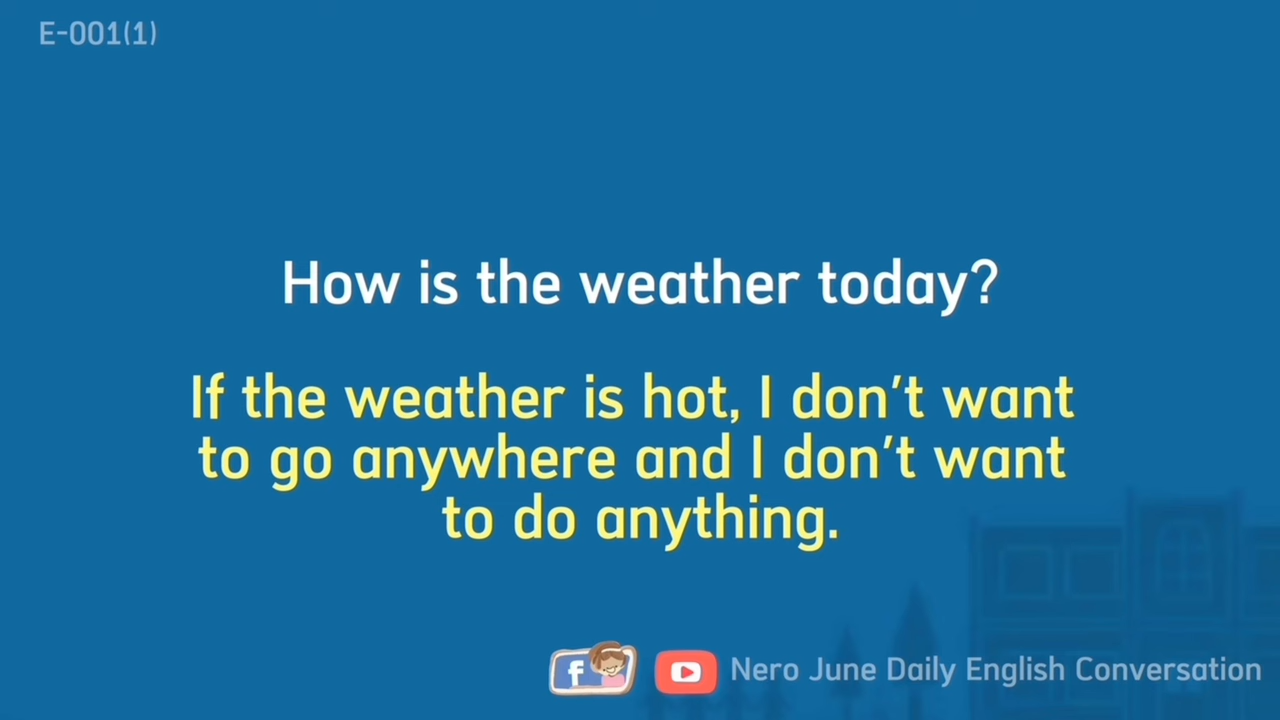 E-001(1)
How is the weather today?
If the weather is hot, I don't want
to go anywhere and I don't want
to do anything.
f
Nero June Daily English Conversation